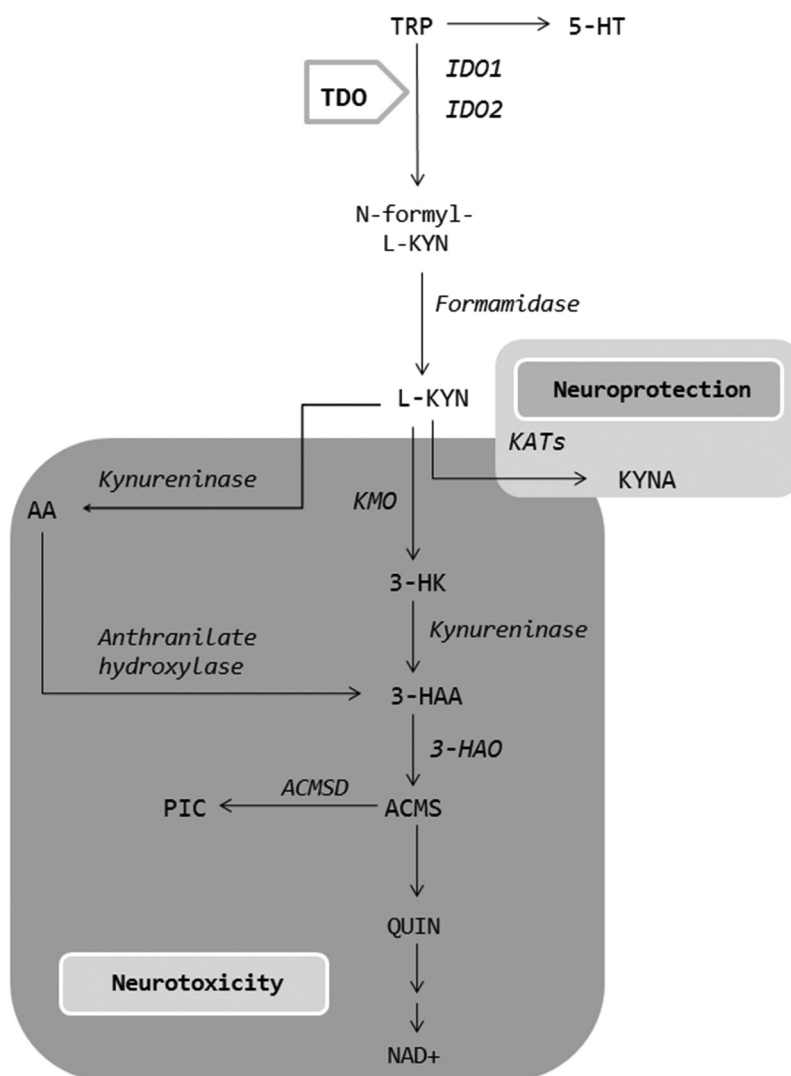 TRP
5-HT
TDO
IDO1
IDO2
N-formyl-
L-KYN
Formamidase
L-KYN
Neuroprotection
KATs
KYNA
Kynureninase
AA
KMO
3-HK
Kynureninase
Anthranilate
hydroxylase
3-HAA
3-HAO
ACMSD
PIC
ACMS
QUIN
Neurotoxicity
NAD+